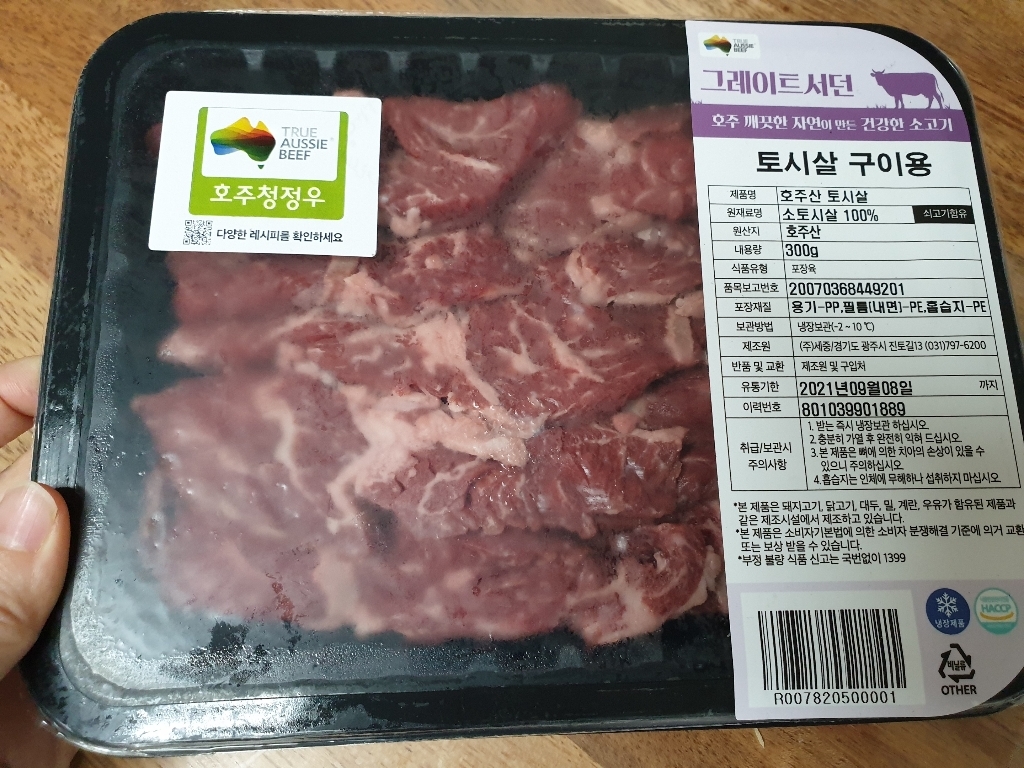 TRUE
AUSSIE
BEEF
호주청정우
다양한 레시피를 확인하세요
TRUE
AUSSIE
BEEF
그레이트서던
호주 깨끗한 자연이 만든 건강한 소고기
토시살 구이용
제품명 호주산 토시살
원재료명 소토시살 100% 쇠고기함유
원산지 호주산
내용량 300g
식품유형 포장육
품목보고번호 20070368449201
포장재질 용기-PP,필름(내면)-PE,흡습지-PE
보관방법 냉장보관(-2~10℃)
제조원 (주)세중/경기도 광주시 진토길13 (031)797-6200
반품 및 교환 제조원 및 구입처
유통기한 2021년09월08일 까지
이력번호 801039901889
취급/보관시 주의사항
1. 받는 즉시 냉장보관 하십시오.
2. 충분히 가열 후 완전히 익혀 드십시오.
3. 본 제품은 뼈에 의한 치아의 손상이 있을 수
있으니 주의하십시오.
4. 흡습지는 인체에 무해하나 섭취하지 마십시오.
*본 제품은 돼지고기, 닭고기, 대두, 밀, 계란, 우유가 함유된 제품과
같은 제조시설에서 제조하고 있습니다.
*본 제품은 소비자기본법에 의한 소비자 분쟁해결 기준에 의거 교환
또는 보상 받을 수 있습니다.
*부정 불량 식품 신고는 국번없이 1399
냉장제품
HACCP
비닐류
OTHER
R007820500001